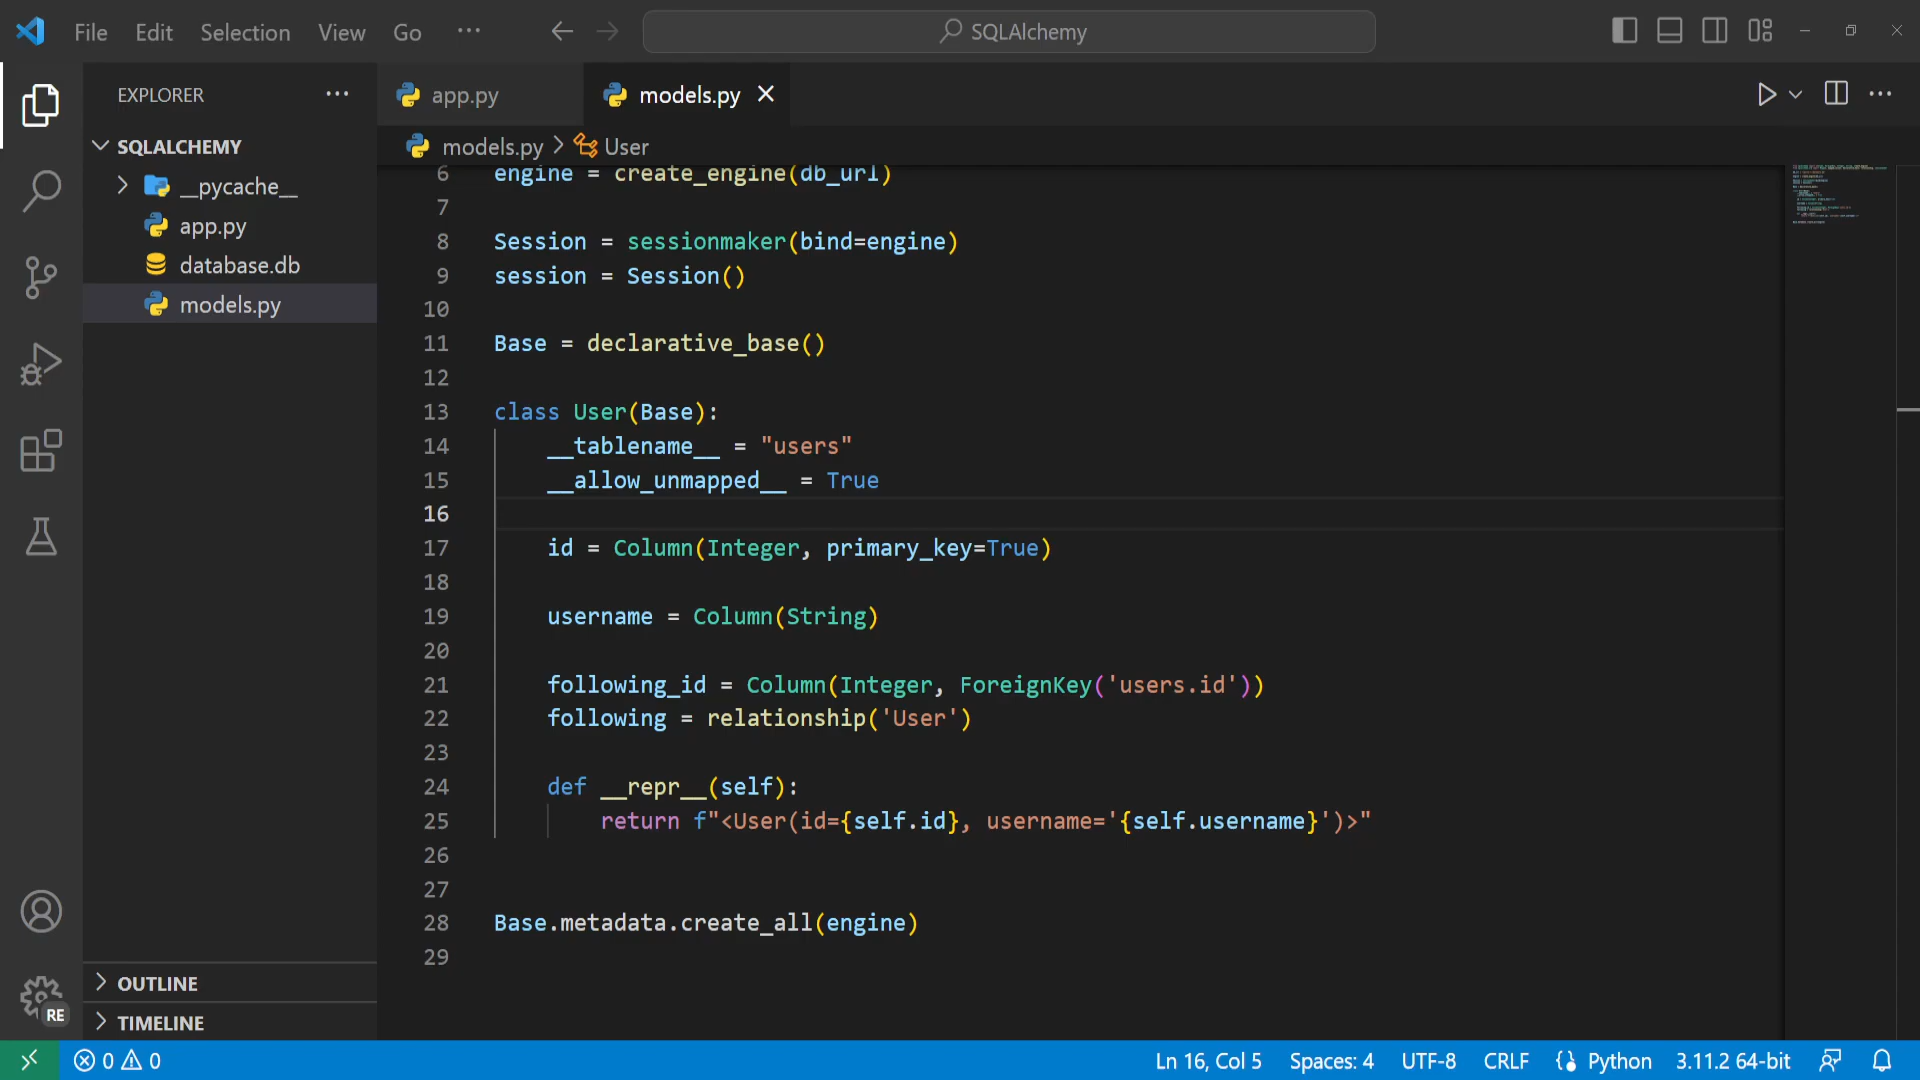 File Edit Selection View Go ... SQLAlchemy
EXPLORER ...
app.py
models.py
SQLALCHEMY
__pycache__
app.py
database.db
models.py
models.py > User
6 engine = create_engine(db_url)
7
8 Session = sessionmaker(bind=engine)
9 session = Session()
10
11 Base = declarative_base()
12
13 class User(Base):
14     __tablename__ = "users"
15     __allow_unmapped__ = True
16
17     id = Column(Integer, primary_key=True)
18
19     username = Column(String)
20
21     following_id = Column(Integer, ForeignKey('users.id'))
22     following = relationship('User')
23
24     def __repr__(self):
25         return f"<User(id={self.id}, username='{self.username}')>"
26
27
28 Base.metadata.create_all(engine)
29
OUTLINE
RE
TIMELINE
0 0 Ln 16, Col 5 Spaces: 4 UTF-8 CRLF Python 3.11.2 64-bit